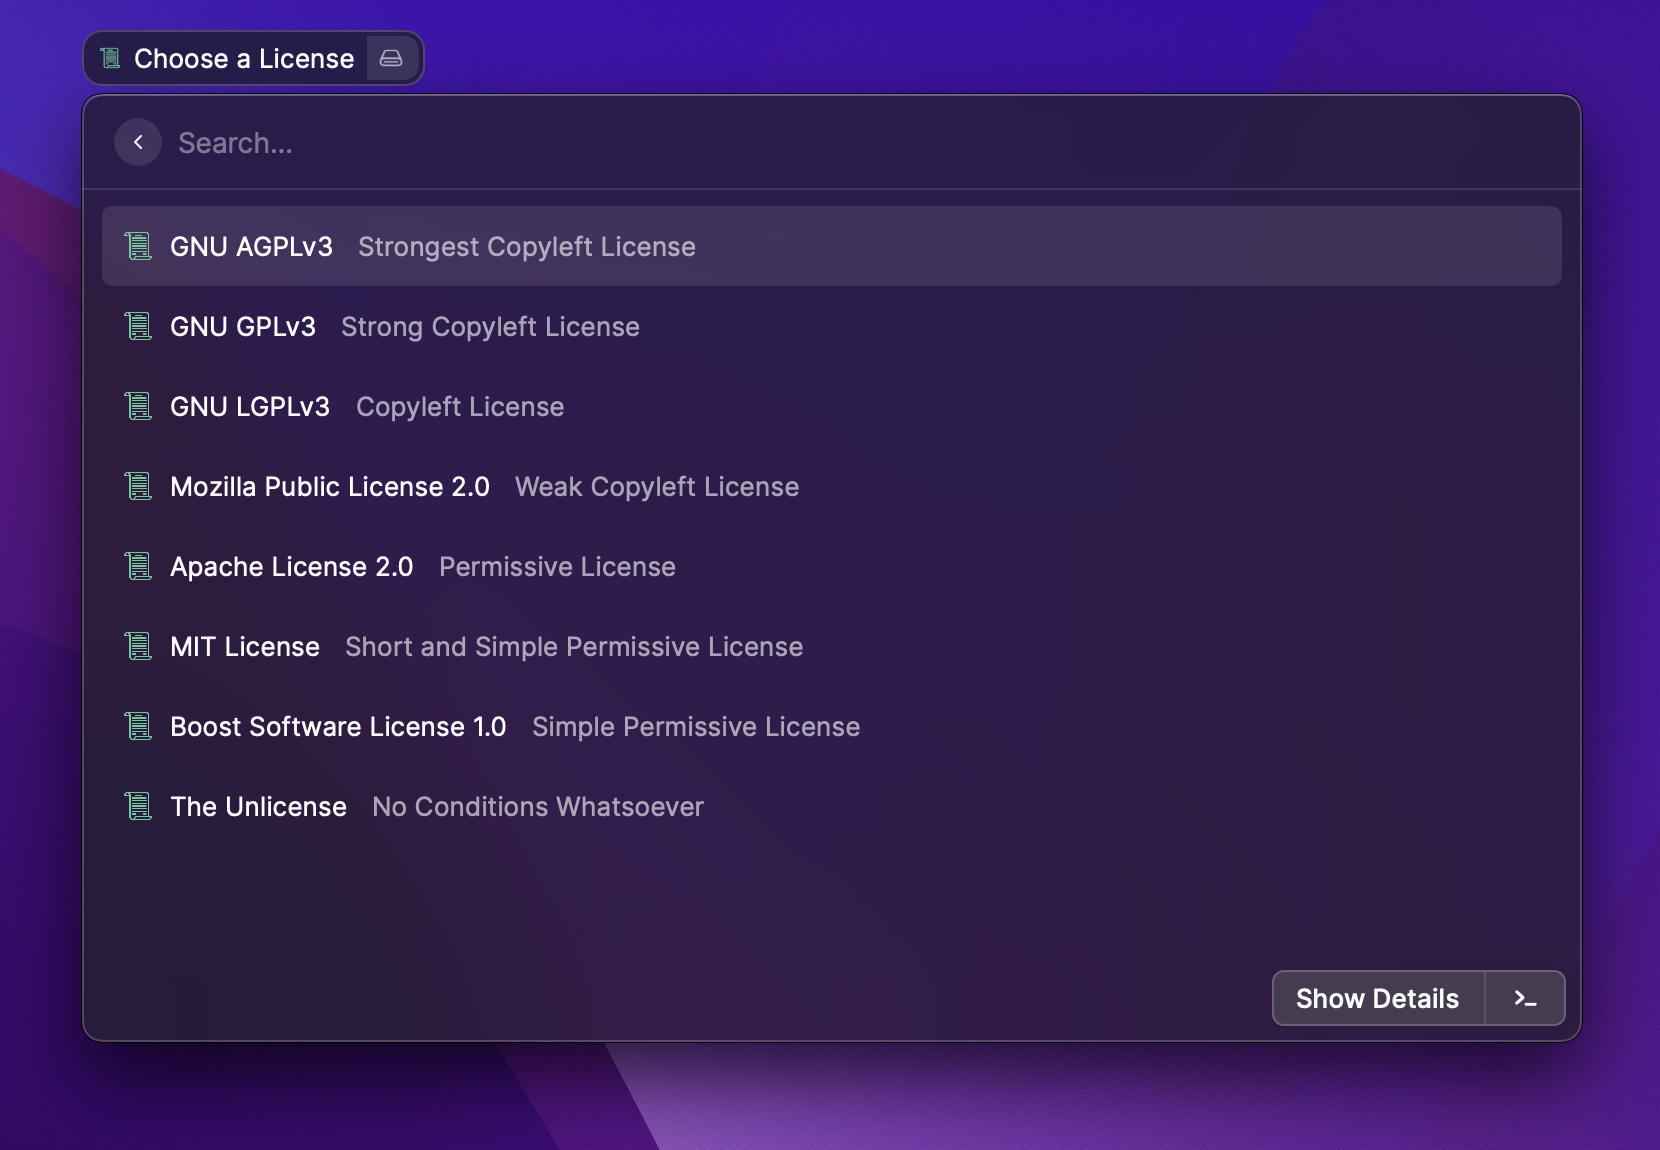 Choose a License
Search...
GNU AGPLv3 Strongest Copyleft License
GNU GPLv3 Strong Copyleft License
GNU LGPLv3 Copyleft License
Mozilla Public License 2.0 Weak Copyleft License
Apache License 2.0 Permissive License
MIT License Short and Simple Permissive License
Boost Software License 1.0 Simple Permissive License
The Unlicense No Conditions Whatsoever
Show Details